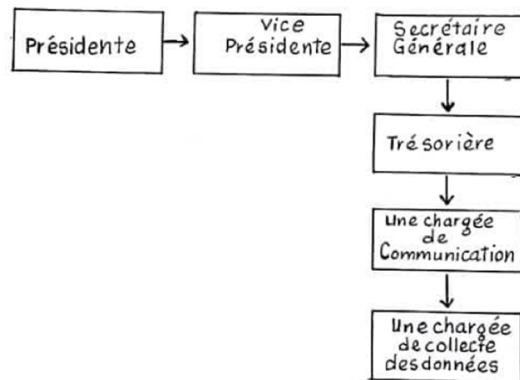 Présidente
Vice
Présidente
Secrétaire
Générale
Trésorière
Une chargée
de
Communication
Une chargée
de collecte
des données